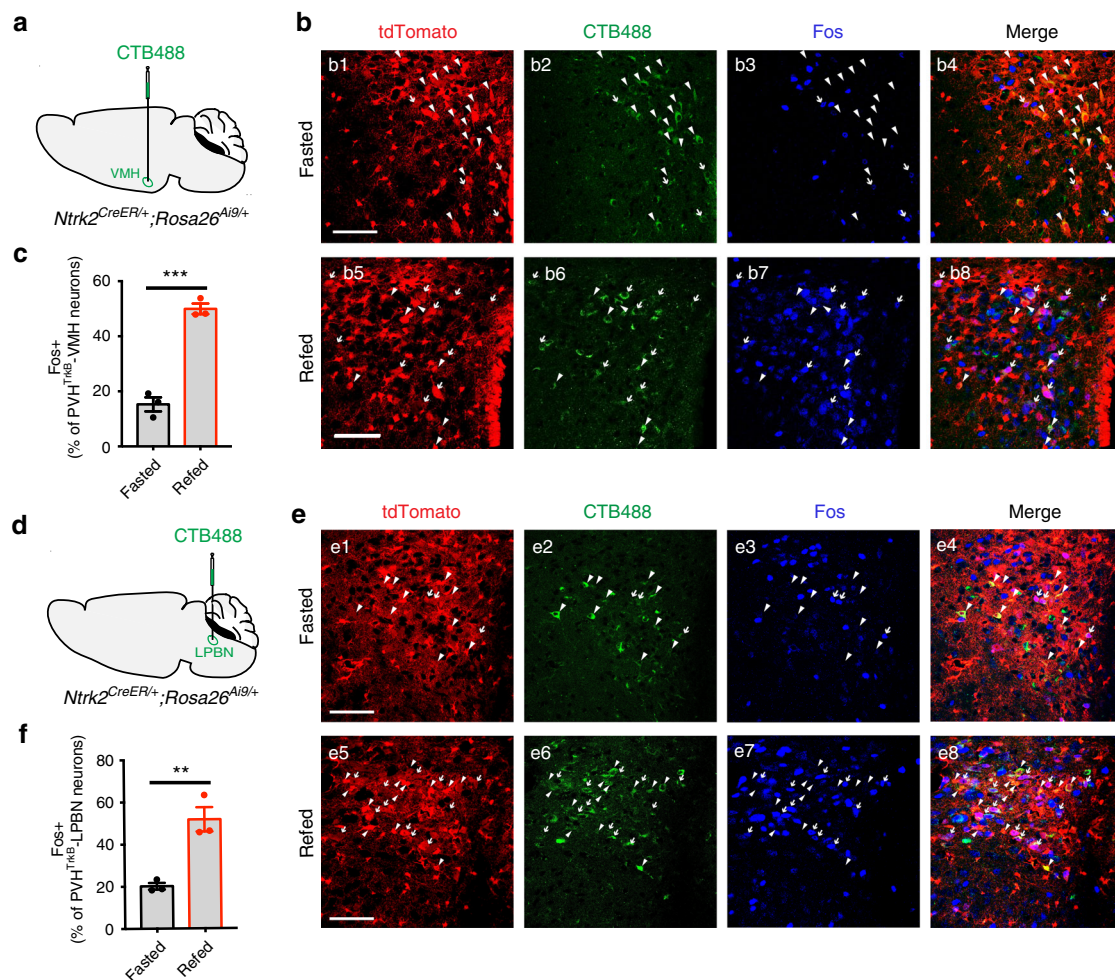 a
CTB488
VMH
Ntrk2CreER/+;Rosa26Ai9/+
b
tdTomato CTB488 Fos Merge
Fasted
b1 b2 b3 b4
Refed
b5 b6 b7 b8
c
***
Fos+
(% of PVHTrkB-VMH neurons)
60
40
20
0
Fasted Refed
d
CTB488
LPBN
Ntrk2CreER/+;Rosa26Ai9/+
e
tdTomato CTB488 Fos Merge
Fasted
e1 e2 e3 e4
Refed
e5 e6 e7 e8
f
**
Fos+
(% of PVHTrkB-LPBN neurons)
80
60
40
20
0
Fasted Refed